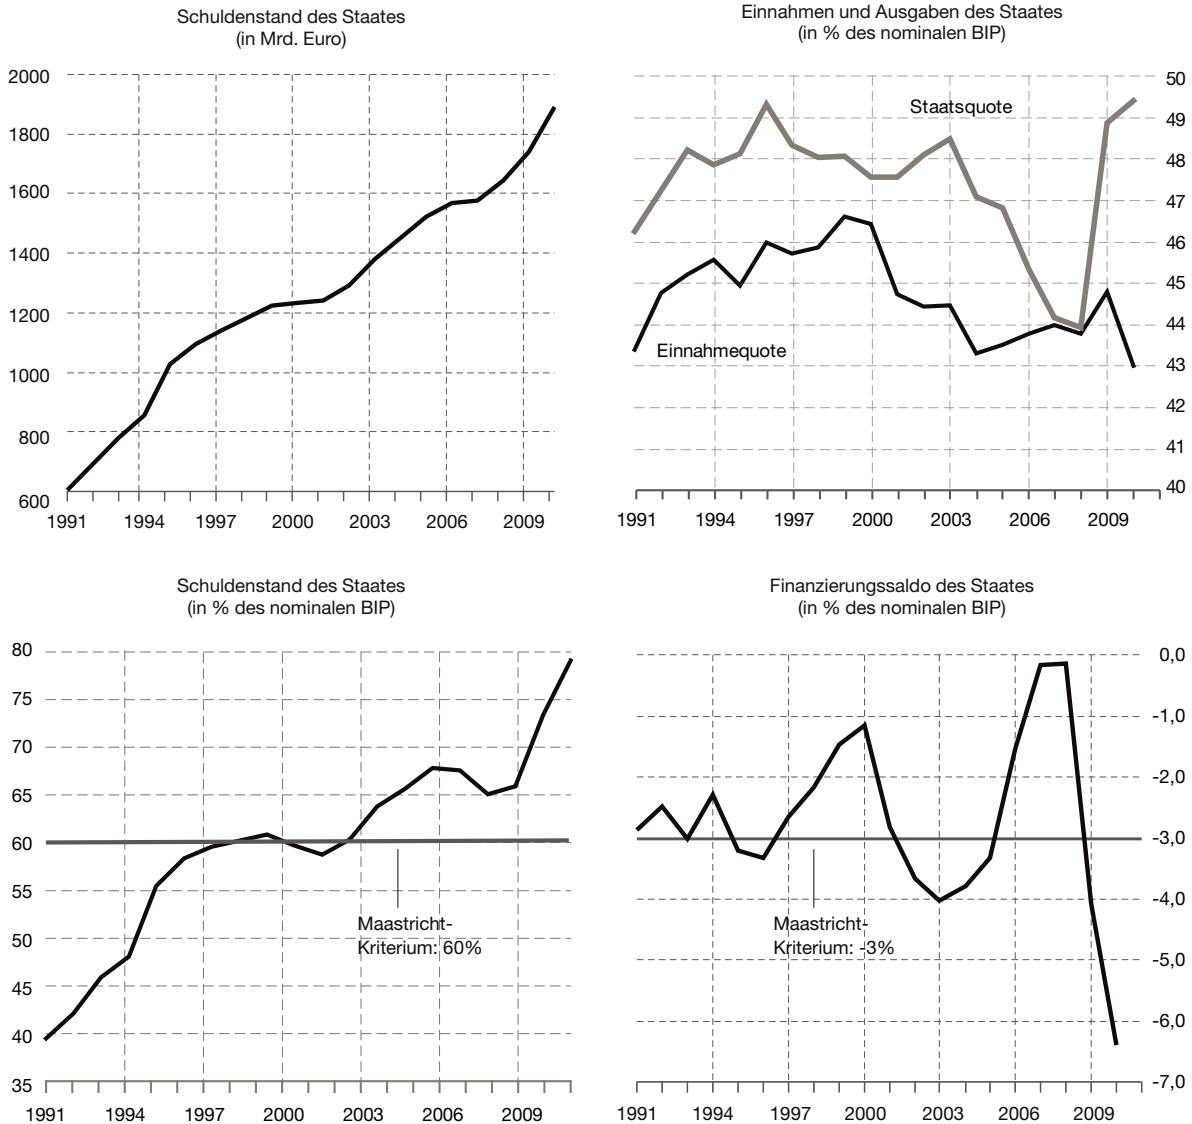 Schuldenstand des Staates
(in Mrd. Euro)
2000
1800
1600
1400
1200
1000
800
600
1991 1994 1997 2000 2003 2006 2009
Einnahmen und Ausgaben des Staates
(in % des nominalen BIP)
Staatsquote
Einnahmequote
50
49
48
47
46
45
44
43
42
41
40
1991 1994 1997 2000 2003 2006 2009
Schuldenstand des Staates
(in % des nominalen BIP)
80
75
70
65
60
55
50
45
40
35
Maastricht-
Kriterium: 60%
1991 1994 1997 2000 2003 2006 2009
Finanzierungssaldo des Staates
(in % des nominalen BIP)
0,0
-1,0
-2,0
-3,0
-4,0
-5,0
-6,0
-7,0
Maastricht-
Kriterium: -3%
1991 1994 1997 2000 2003 2006 2009